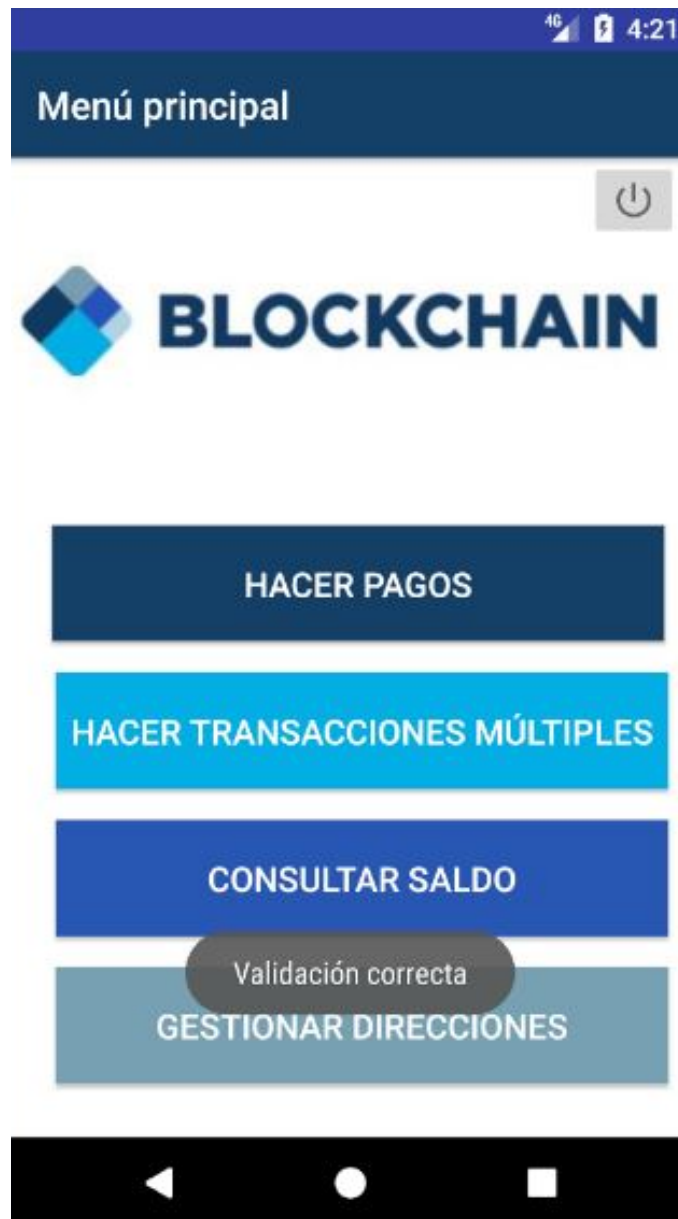 4G 4:21
Menú principal
BLOCKCHAIN
HACER PAGOS
HACER TRANSACCIONES MÚLTIPLES
CONSULTAR SALDO
Validación correcta
GESTIONAR DIRECCIONES